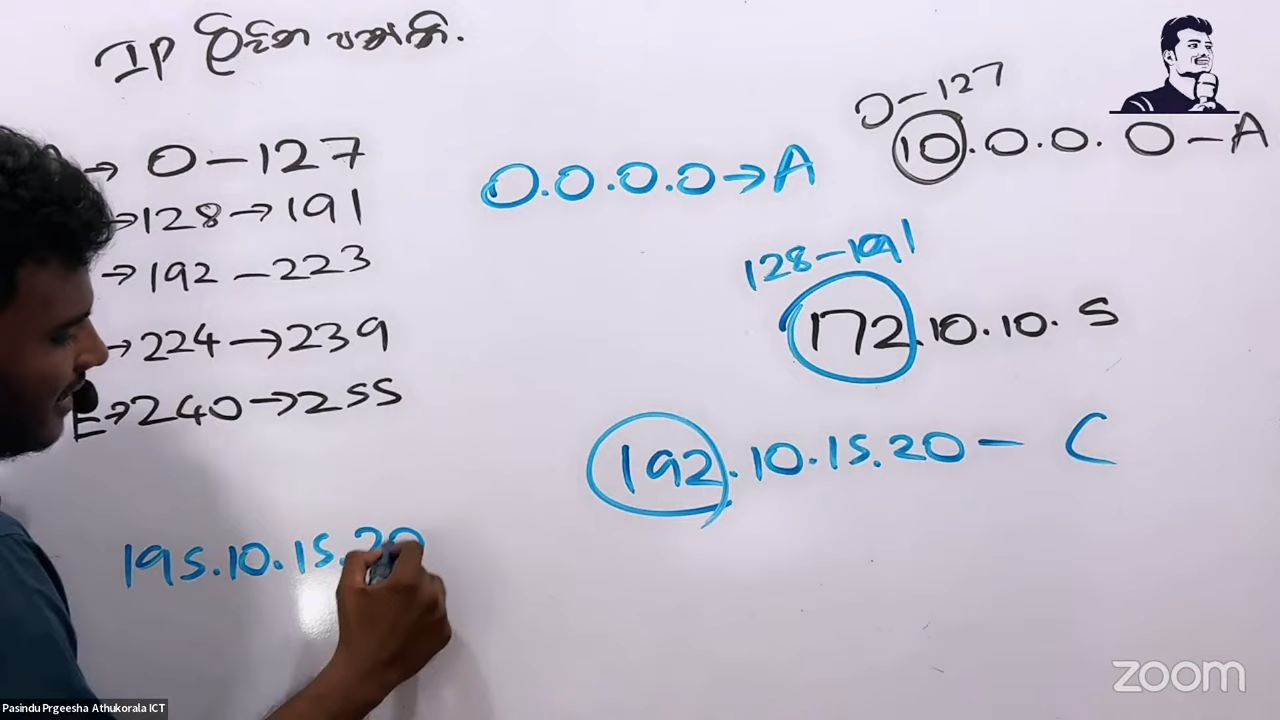 IP ලිපින පන්ති.
→ 0-127
→ 128→191
→ 192-223
→ 224→239
E→ 240→255
0.0.0.0→A
0-127
10.0.0.0-A
128-191
172.10.10.5
192.10.15.20- C
195.10.15.20
zoom
Pasindu Prgeesha Athukorala ICT